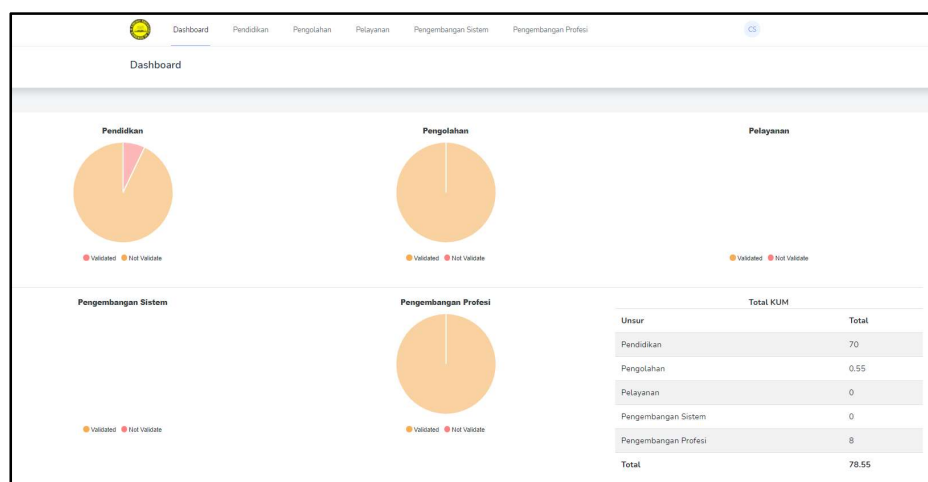 Dashboard Pendidikan Pengolahan Pelayanan Pengembangan Sistem Pengembangan Profesi CS
Dashboard
Pendidkan Pengolahan Pelayanan
Validated Not Validate Validated Not Validate Validated Not Validate
Pengembangan Sistem Pengembangan Profesi Total KUM
Unsur Total
Pendidikan 70
Pengolahan 0.55
Pelayanan 0
Pengembangan Sistem 0
Validated Not Validate Validated Not Validate
Pengembangan Profesi 8
Total 78.55